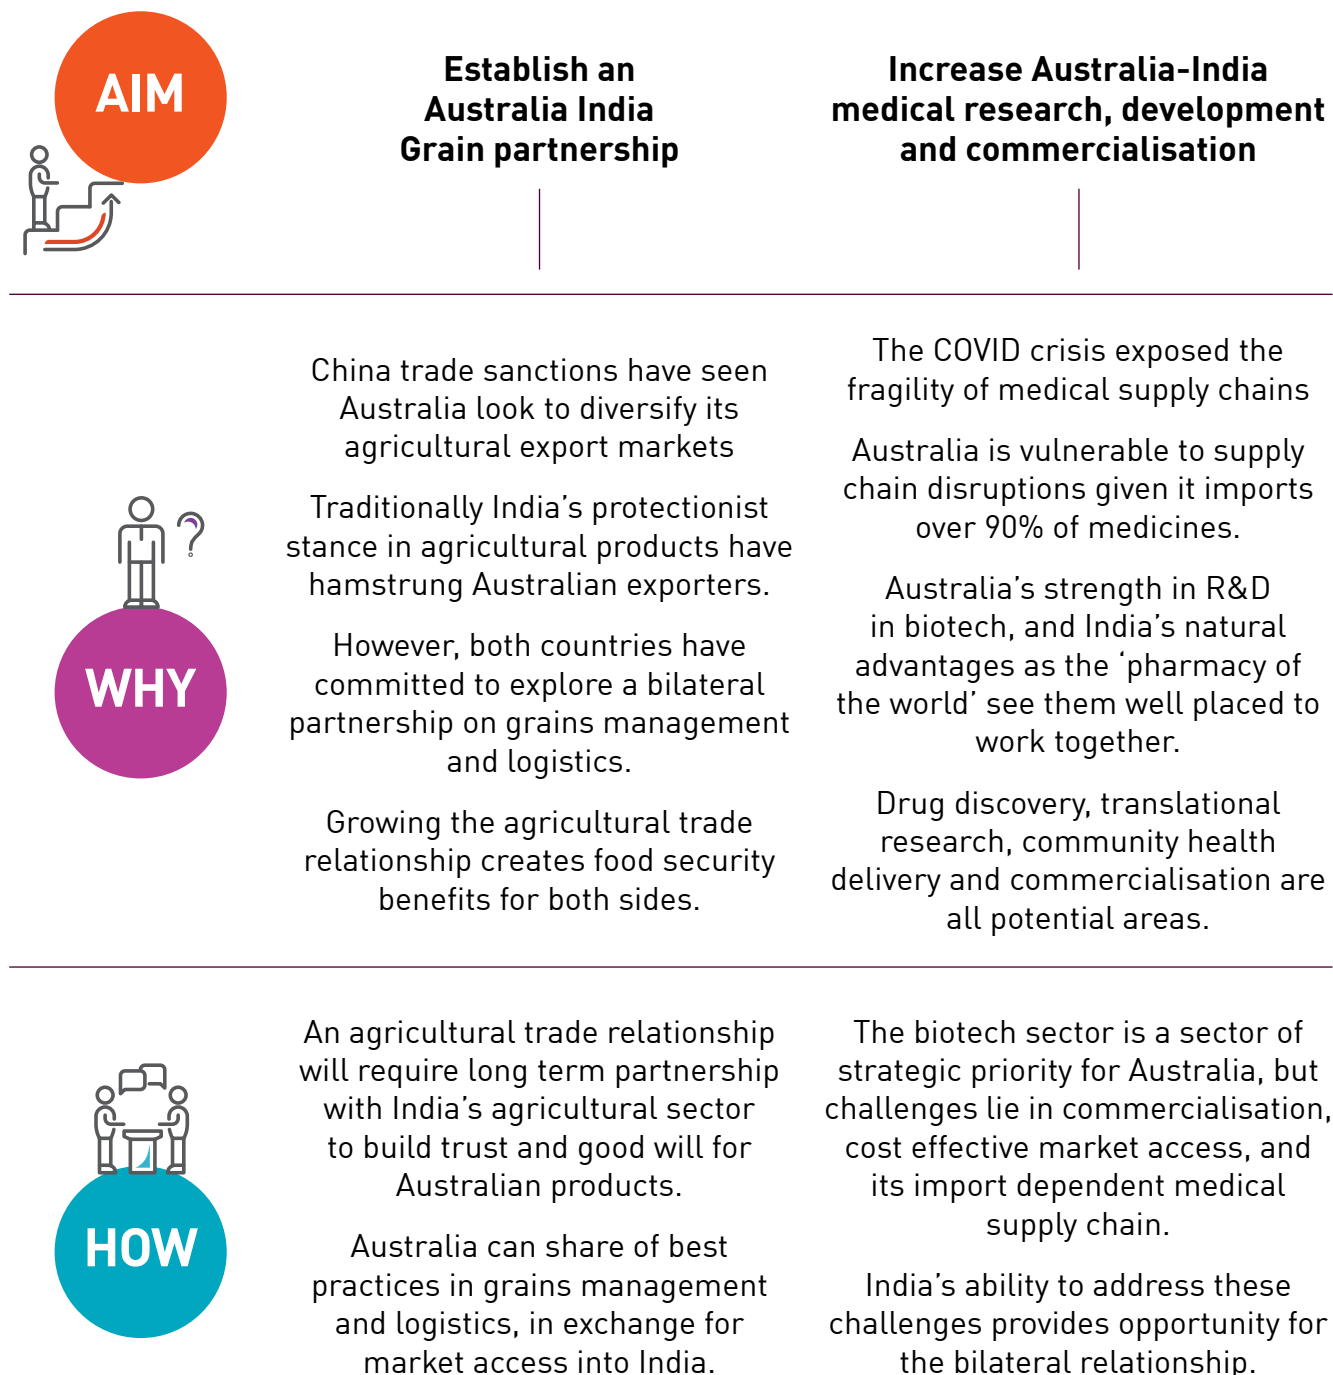 AIM
Establish an
Australia India
Grain partnership
Increase Australia-India
medical research, development
and commercialisation
WHY
China trade sanctions have seen
Australia look to diversify its
agricultural export markets
Traditionally India’s protectionist
stance in agricultural products have
hamstrung Australian exporters.
However, both countries have
committed to explore a bilateral
partnership on grains management
and logistics.
Growing the agricultural trade
relationship creates food security
benefits for both sides.
The COVID crisis exposed the
fragility of medical supply chains
Australia is vulnerable to supply
chain disruptions given it imports
over 90% of medicines.
Australia’s strength in R&D
in biotech, and India’s natural
advantages as the ‘pharmacy of
the world’ see them well placed to
work together.
Drug discovery, translational
research, community health
delivery and commercialisation are
all potential areas.
HOW
An agricultural trade relationship
will require long term partnership
with India’s agricultural sector
to build trust and good will for
Australian products.
Australia can share of best
practices in grains management
and logistics, in exchange for
market access into India.
The biotech sector is a sector of
strategic priority for Australia, but
challenges lie in commercialisation,
cost effective market access, and
its import dependent medical
supply chain.
India’s ability to address these
challenges provides opportunity for
the bilateral relationship.